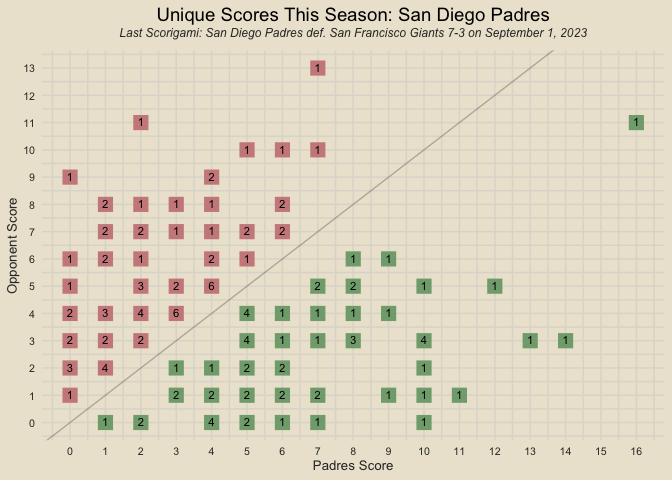 Unique Scores This Season: San Diego Padres
Last Scorigami: San Diego Padres def. San Francisco Giants 7-3 on September 1, 2023
13 1
12
11 1 1
10 1 1 1
9 1 2
8 2 1 1 1 2
7 2 2 1 1 2 2
6 1 2 1 2 1 1 1
5 1 3 2 6 2 2 1 1
4 2 3 4 6 4 1 1 1 1
3 2 2 2 4 1 1 3 4 1 1
2 3 4 1 1 2 2 1
1 1 2 2 2 2 2 1 1 1
0 1 2 4 2 1 1 1
0 1 2 3 4 5 6 7 8 9 10 11 12 13 14 15 16
Padres Score
Opponent Score